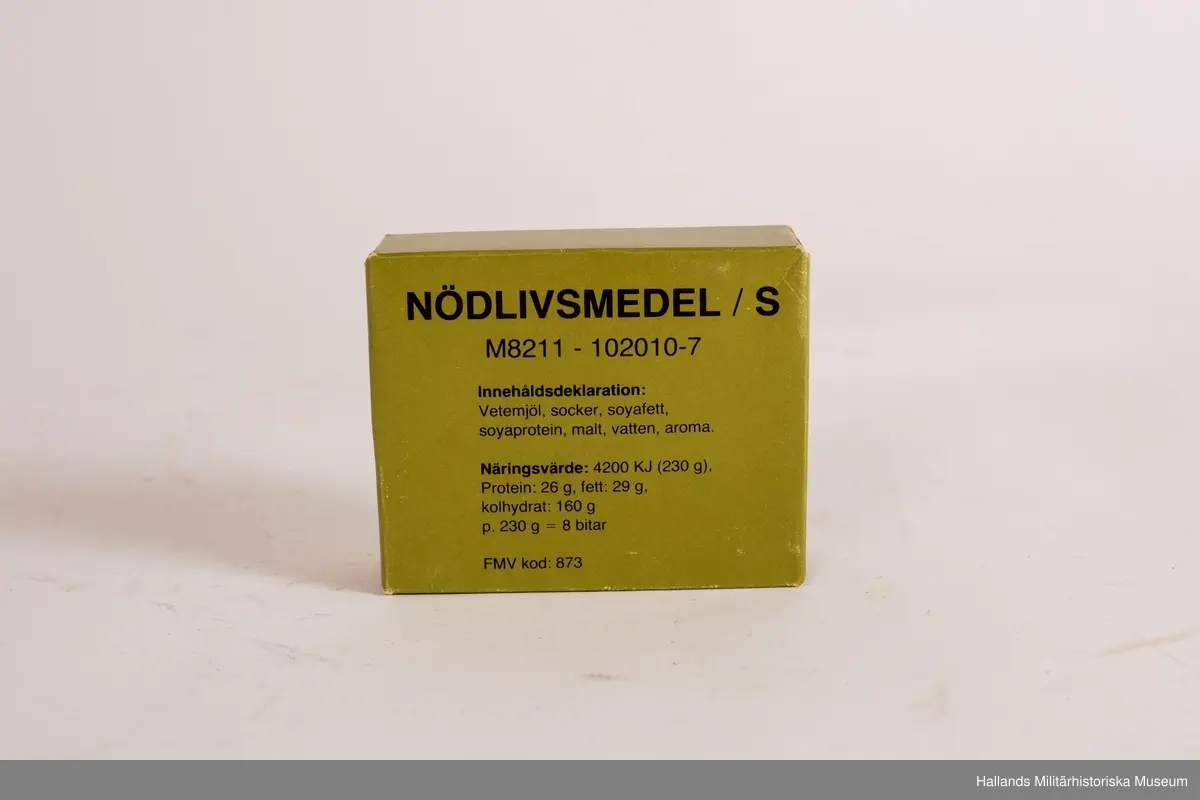 NÖDLIVSMEDEL / S
M8211 - 102010-7
Innehåldsdeklaration:
Vetemjöl, socker, soyafett,
soyaprotein, malt, vatten, aroma.
Näringsvärde: 4200 KJ (230 g),
Protein: 26 g, fett: 29 g,
kolhydrat: 160 g
p. 230 g = 8 bitar
FMV kod: 873
Hallands Militärhistoriska Museum